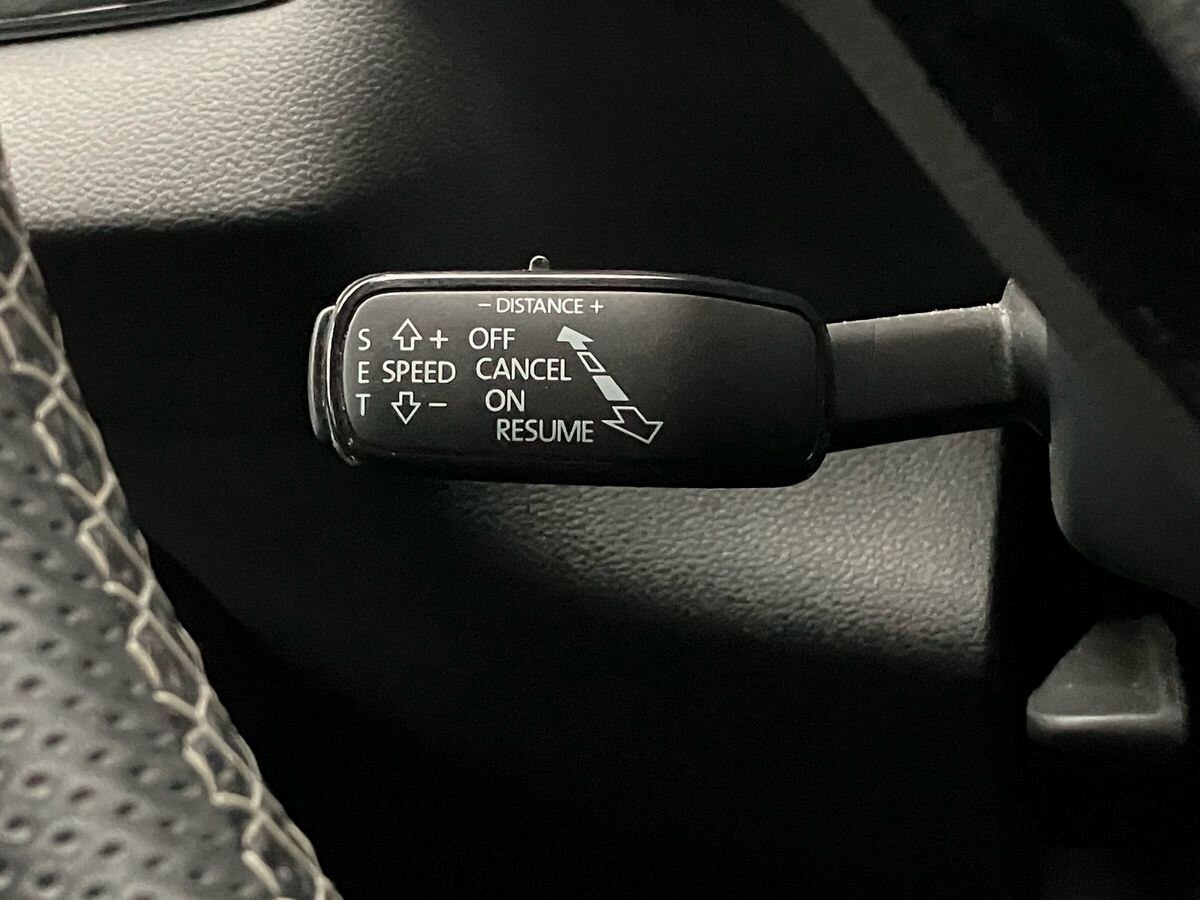 − DISTANCE +
S + OFF
E SPEED CANCEL
T − ON
RESUME